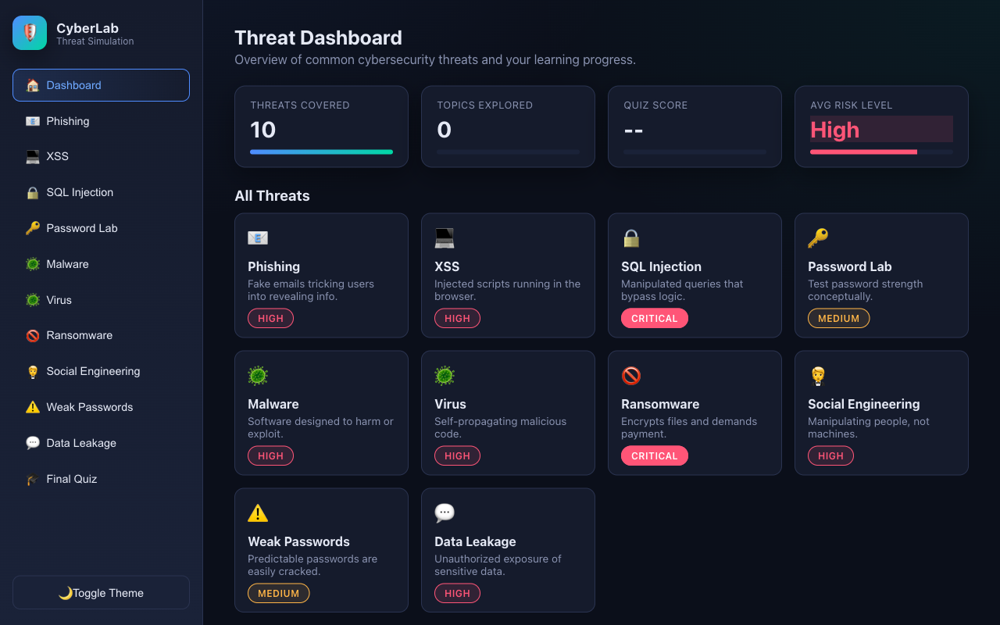 CyberLab
Threat Simulation
Dashboard
Phishing
XSS
SQL Injection
Password Lab
Malware
Virus
Ransomware
Social Engineering
Weak Passwords
Data Leakage
Final Quiz
Toggle Theme
Threat Dashboard
Overview of common cybersecurity threats and your learning progress.
THREATS COVERED
10
TOPICS EXPLORED
0
QUIZ SCORE
--
AVG RISK LEVEL
High
All Threats
Phishing
Fake emails tricking users
into revealing info.
HIGH
XSS
Injected scripts running in the
browser.
HIGH
SQL Injection
Manipulated queries that
bypass logic.
CRITICAL
Password Lab
Test password strength
conceptually.
MEDIUM
Malware
Software designed to harm or
exploit.
HIGH
Virus
Self-propagating malicious
code.
HIGH
Ransomware
Encrypts files and demands
payment.
CRITICAL
Social Engineering
Manipulating people, not
machines.
HIGH
Weak Passwords
Predictable passwords are
easily cracked.
MEDIUM
Data Leakage
Unauthorized exposure of
sensitive data.
HIGH